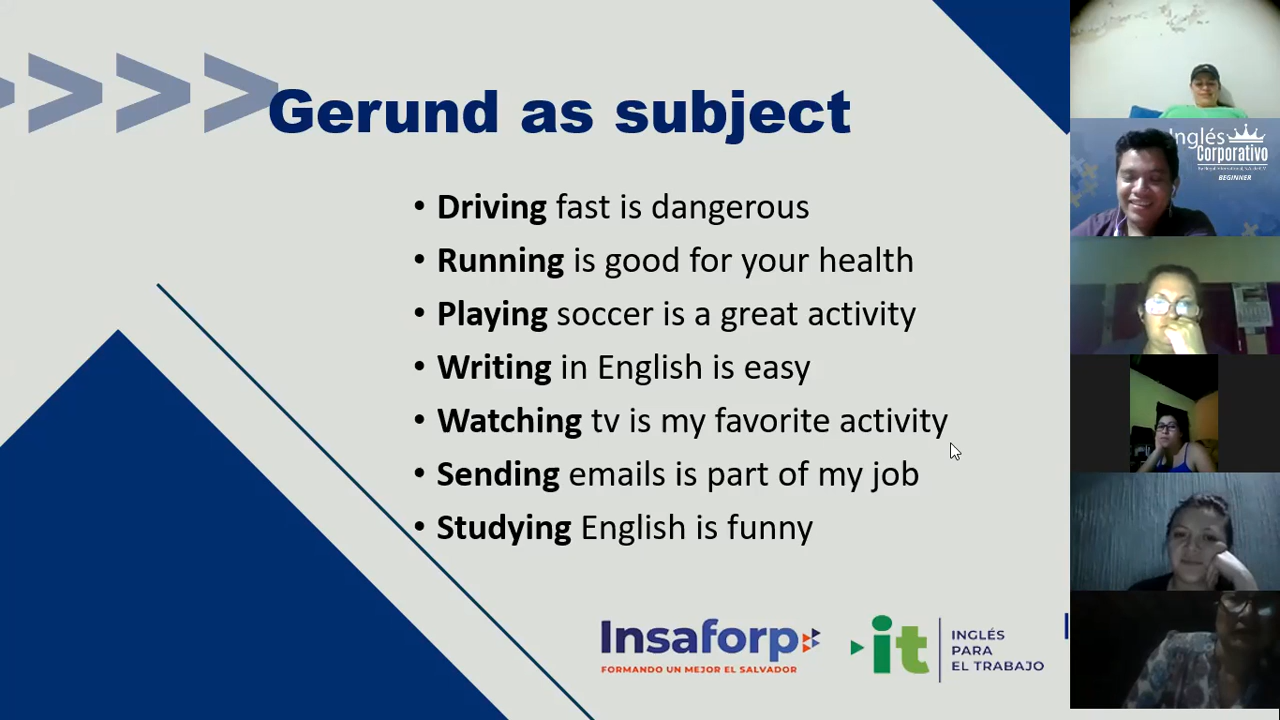 Gerund as subject
• Driving fast is dangerous
• Running is good for your health
• Playing soccer is a great activity
• Writing in English is easy
• Watching tv is my favorite activity
• Sending emails is part of my job
• Studying English is funny
Insaforp
FORMANDO UN MEJOR EL SALVADOR
it
INGLÉS
PARA
EL TRABAJO
Inglés
Corporativo
BEGINNER